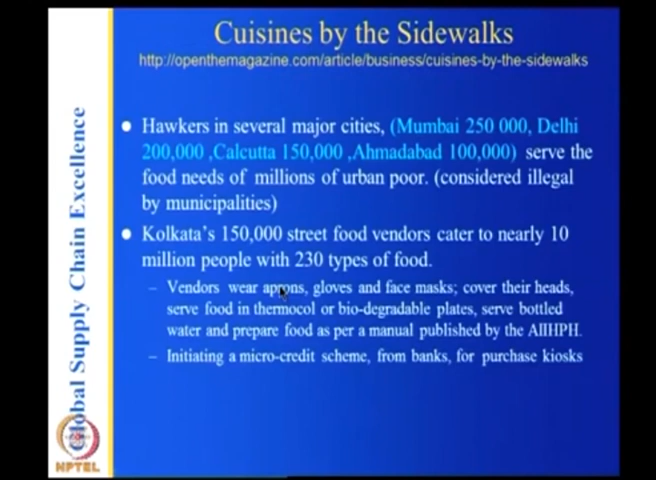 Cuisines by the Sidewalks
http://openthemagazine.com/article/business/cuisines-by-the-sidewalks
• Hawkers in several major cities, (Mumbai 250 000, Delhi
200,000 ,Calcutta 150,000 ,Ahmadabad 100,000) serve the
food needs of millions of urban poor. (considered illegal
by municipalities)
• Kolkata's 150,000 street food vendors cater to nearly 10
million people with 230 types of food.
– Vendors wear aprons, gloves and face masks; cover their heads,
serve food in thermocol or bio-degradable plates, serve bottled
water and prepare food as per a manual published by the AIIHPH.
– Initiating a micro-credit scheme, from banks, for purchase kiosks
Global Supply Chain Excellence
NPTEL